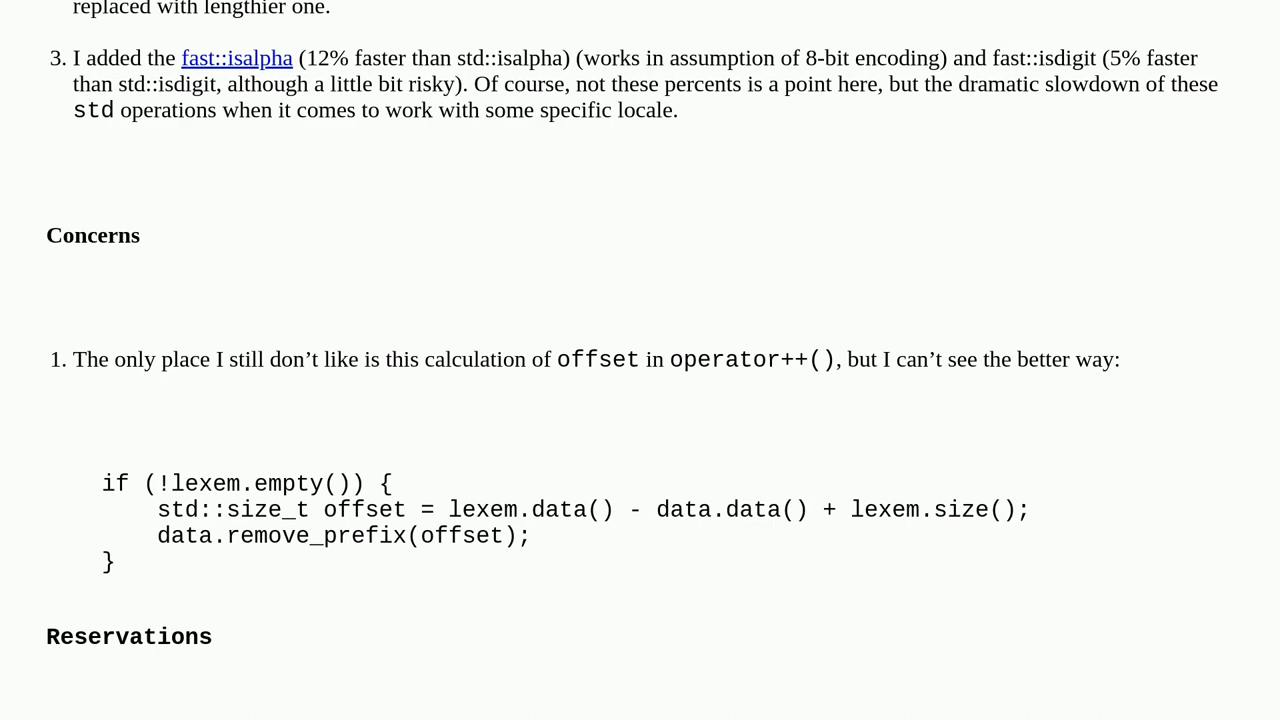 replaced with lengthier one.
3. I added the fast::isalpha (12% faster than std::isalpha) (works in assumption of 8-bit encoding) and fast::isdigit (5% faster
than std::isdigit, although a little bit risky). Of course, not these percents is a point here, but the dramatic slowdown of these
std operations when it comes to work with some specific locale.
Concerns
1. The only place I still don’t like is this calculation of offset in operator++(), but I can’t see the better way:
if (!lexem.empty()) {
    std::size_t offset = lexem.data() - data.data() + lexem.size();
    data.remove_prefix(offset);
}
Reservations